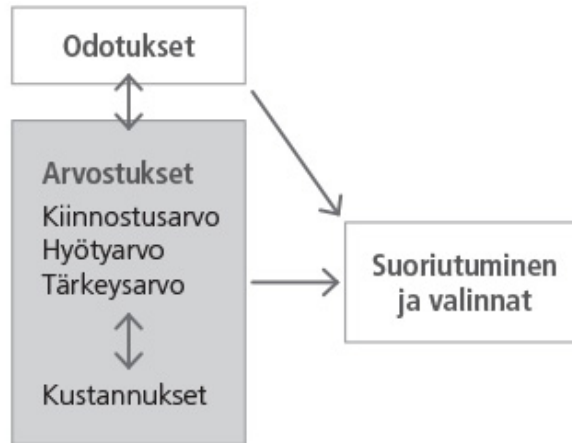 Odotukset
Arvostukset
Kiinnostusarvo
Hyötyarvo
Tärkeysarvo
Kustannukset
Suoriutuminen
ja valinnat